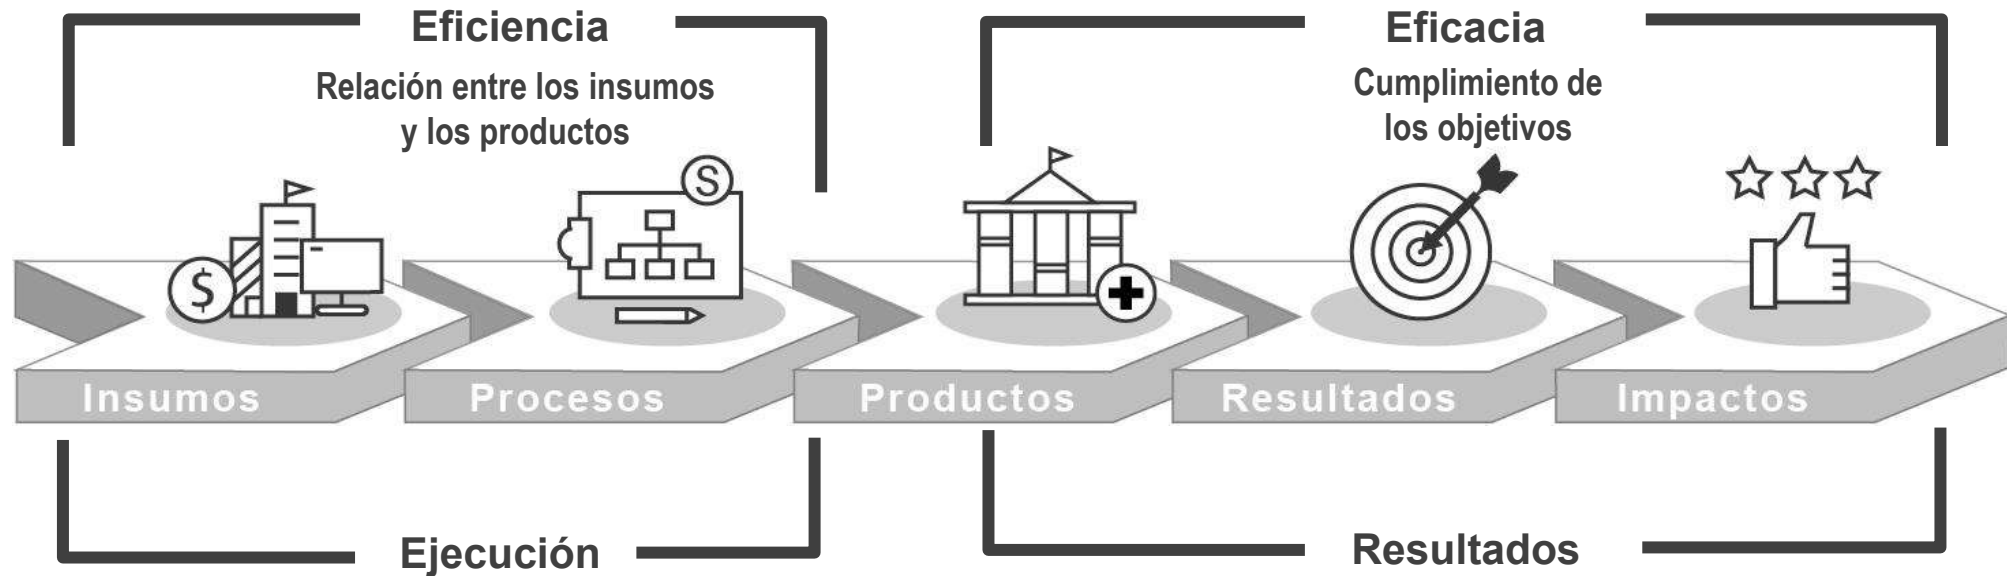 Eficiencia
Relación entre los insumos
y los productos
Eficacia
Cumplimiento de
los objetivos
S
$
Insumos
Procesos
Productos
Resultados
Impactos
Ejecución
Resultados